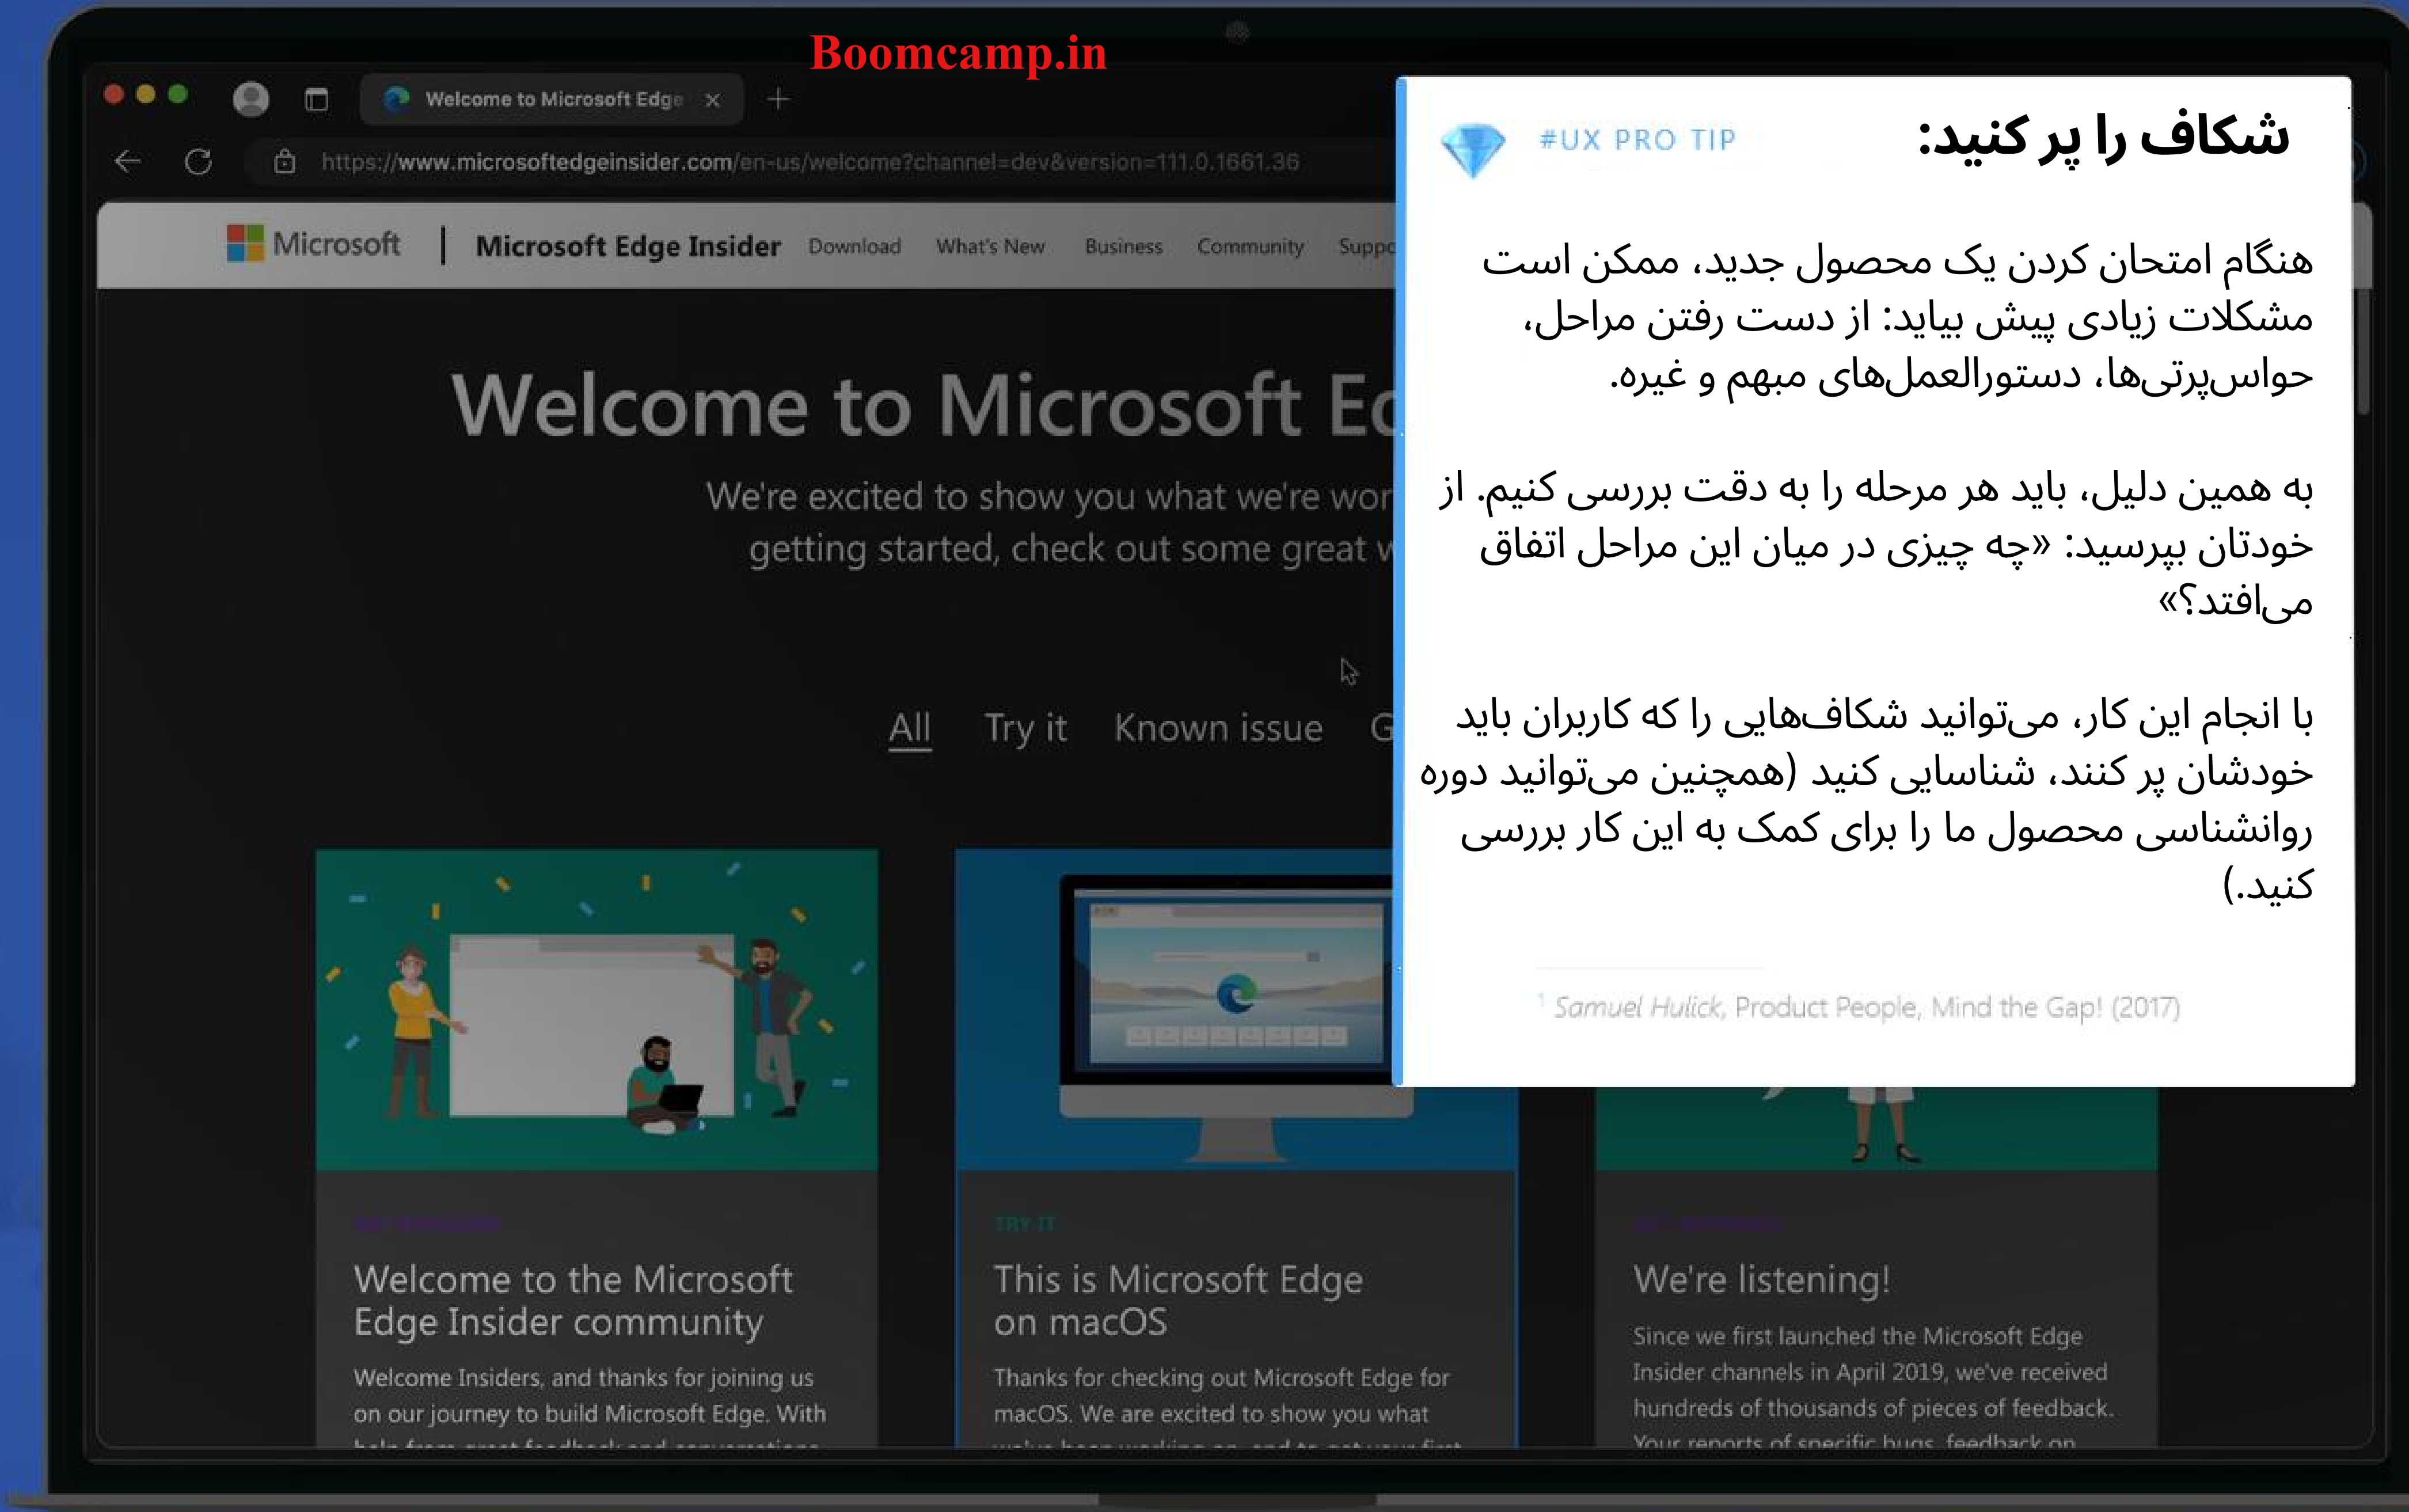 Boomcamp.in
Welcome to Microsoft Edge
https://www.microsoftedgeinsider.com/en-us/welcome?channel=dev&version=111.0.1661.36
Microsoft | Microsoft Edge Insider Download What's New Business Community Suppo
Welcome to Microsoft Ed
We're excited to show you what we're wor
getting started, check out some great w
All Try it Known issue G
#UX PRO TIP
شکاف را پر کنید:
هنگام امتحان کردن یک محصول جدید، ممکن است
مشکلات زیادی پیش بیاید: از دست رفتن مراحل،
حواس‌پرتی‌ها، دستورالعمل‌های مبهم و غیره.
به همین دلیل، باید هر مرحله را به دقت بررسی کنیم. از
خودتان بپرسید: «چه چیزی در میان این مراحل اتفاق
می‌افتد؟»
با انجام این کار، می‌توانید شکاف‌هایی را که کاربران باید
خودشان پر کنند، شناسایی کنید (همچنین می‌توانید دوره
روانشناسی محصول ما را برای کمک به این کار بررسی
کنید.)
1 Samuel Hulick, Product People, Mind the Gap! (2017)
Welcome to the Microsoft
Edge Insider community
Welcome Insiders, and thanks for joining us
on our journey to build Microsoft Edge. With
TRY IT
This is Microsoft Edge
on macOS
Thanks for checking out Microsoft Edge for
macOS. We are excited to show you what
We're listening!
Since we first launched the Microsoft Edge
Insider channels in April 2019, we've received
hundreds of thousands of pieces of feedback.
Your reports of specific bugs, feedback on